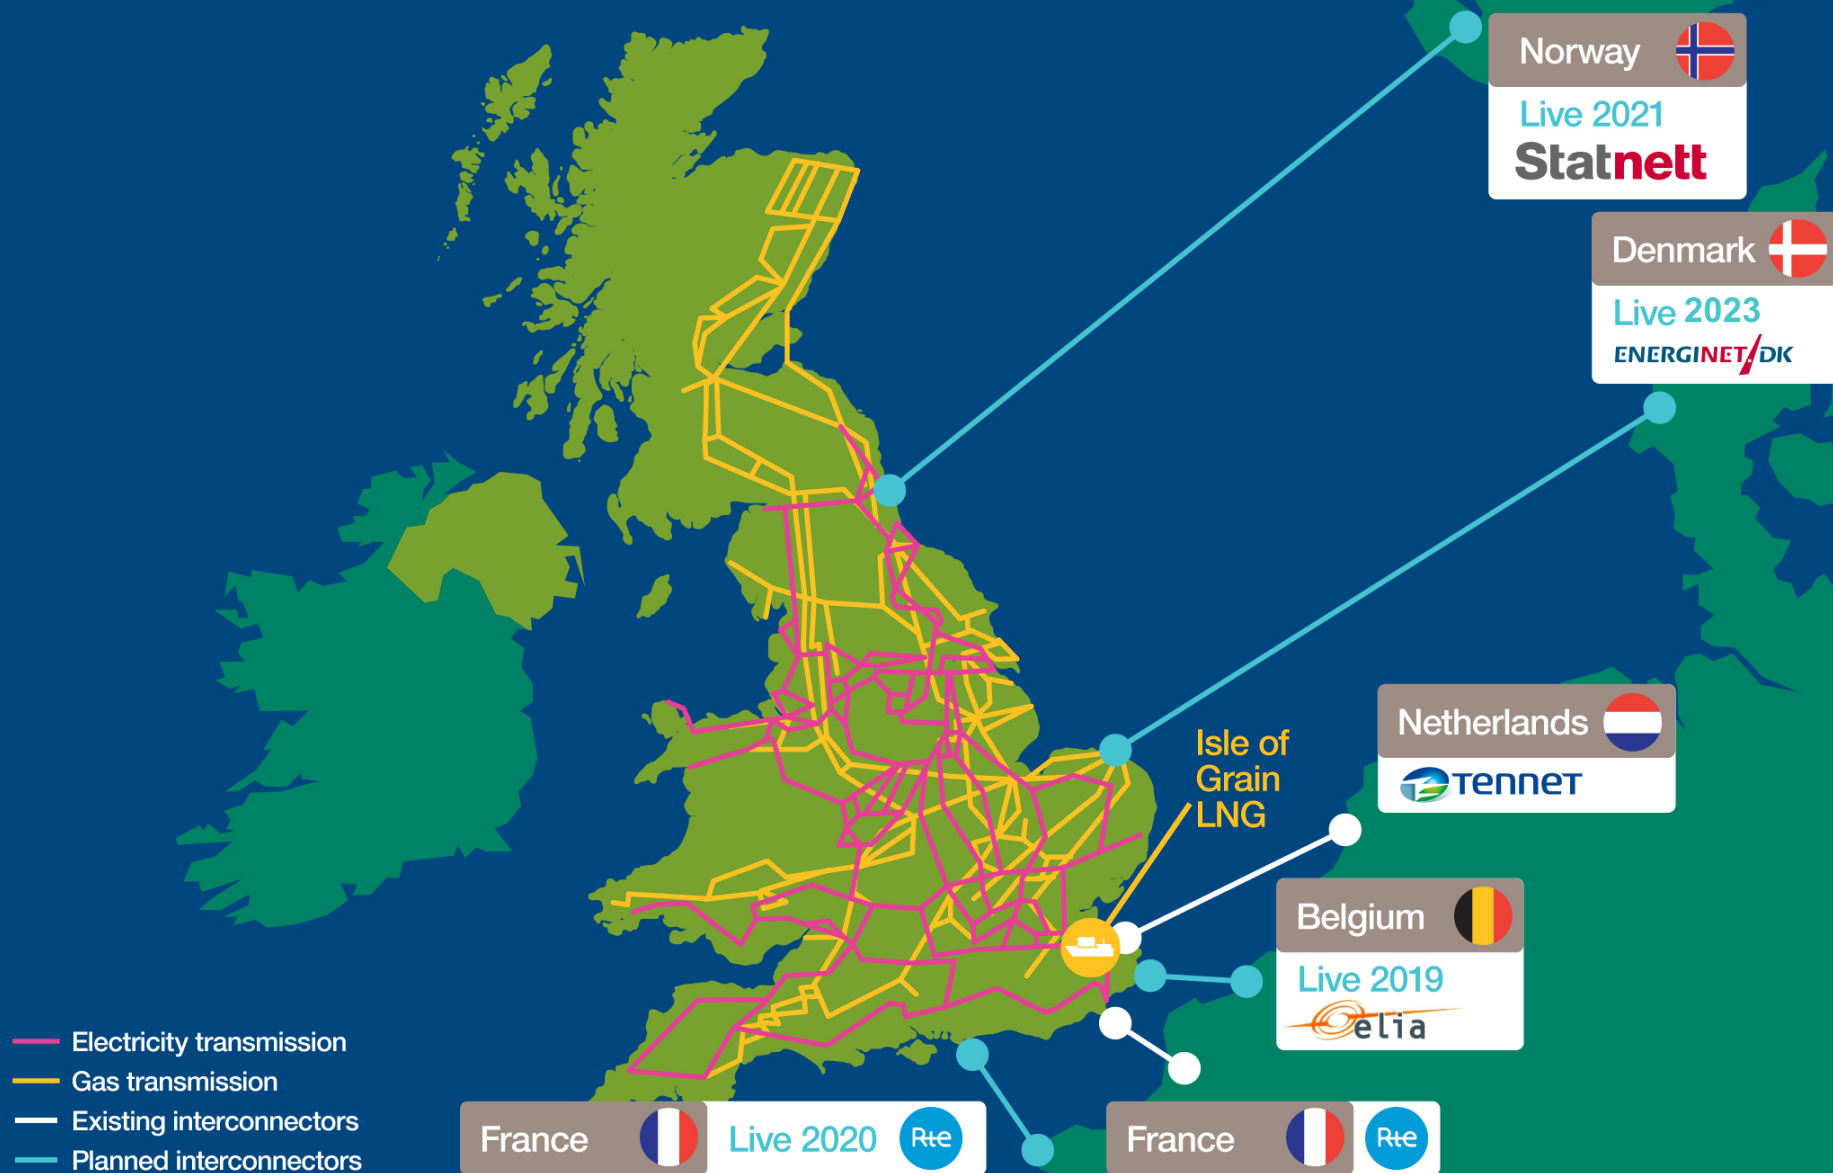 Norway
Live 2021
Statnett
Denmark
Live 2023
ENERGINET/DK
Isle of
Grain
LNG
Netherlands
TENNET
Belgium
Live 2019
elia
Electricity transmission
Gas transmission
Existing interconnectors
Planned interconnectors
France
Live 2020
Rte
France
Rte